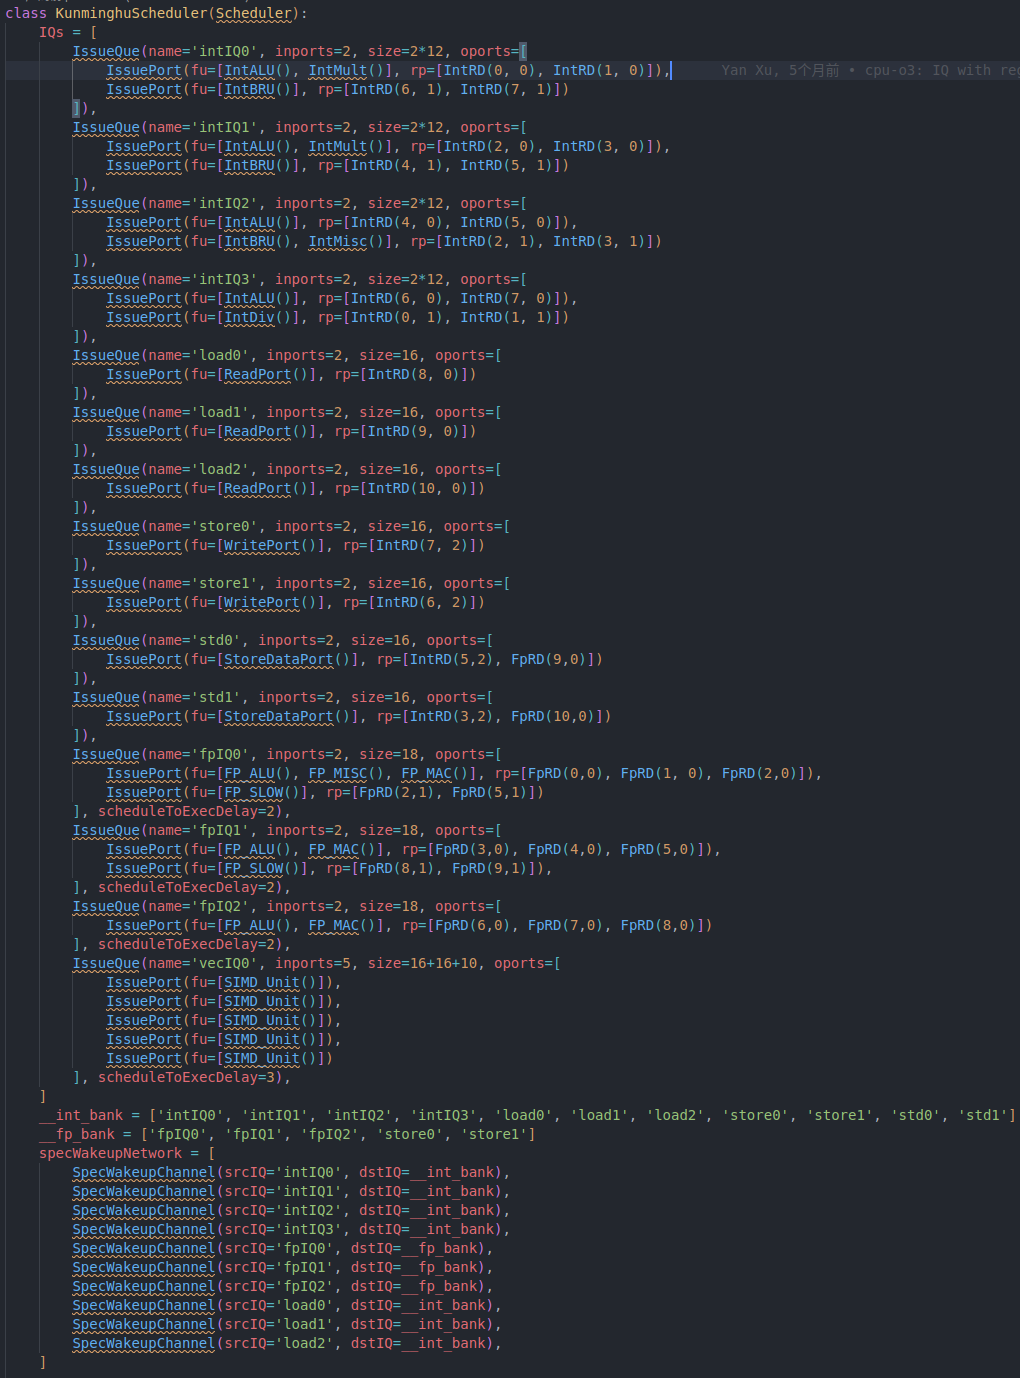 class KunminghuScheduler(Scheduler):
    IQs = [
        IssueQue(name='intIQ0', inports=2, size=2*12, oports=[
            IssuePort(fu=[IntALU(), IntMult()], rp=[IntRD(0, 0), IntRD(1, 0)]),      Yan Xu, 5个月前 • cpu-o3: IQ with reg
            IssuePort(fu=[IntBRU()], rp=[IntRD(6, 1), IntRD(7, 1)])
        ]),
        IssueQue(name='intIQ1', inports=2, size=2*12, oports=[
            IssuePort(fu=[IntALU(), IntMult()], rp=[IntRD(2, 0), IntRD(3, 0)]),
            IssuePort(fu=[IntBRU()], rp=[IntRD(4, 1), IntRD(5, 1)])
        ]),
        IssueQue(name='intIQ2', inports=2, size=2*12, oports=[
            IssuePort(fu=[IntALU()], rp=[IntRD(4, 0), IntRD(5, 0)]),
            IssuePort(fu=[IntBRU(), IntMisc()], rp=[IntRD(2, 1), IntRD(3, 1)])
        ]),
        IssueQue(name='intIQ3', inports=2, size=2*12, oports=[
            IssuePort(fu=[IntALU()], rp=[IntRD(6, 0), IntRD(7, 0)]),
            IssuePort(fu=[IntDiv()], rp=[IntRD(0, 1), IntRD(1, 1)])
        ]),
        IssueQue(name='load0', inports=2, size=16, oports=[
            IssuePort(fu=[ReadPort()], rp=[IntRD(8, 0)])
        ]),
        IssueQue(name='load1', inports=2, size=16, oports=[
            IssuePort(fu=[ReadPort()], rp=[IntRD(9, 0)])
        ]),
        IssueQue(name='load2', inports=2, size=16, oports=[
            IssuePort(fu=[ReadPort()], rp=[IntRD(10, 0)])
        ]),
        IssueQue(name='store0', inports=2, size=16, oports=[
            IssuePort(fu=[WritePort()], rp=[IntRD(7, 2)])
        ]),
        IssueQue(name='store1', inports=2, size=16, oports=[
            IssuePort(fu=[WritePort()], rp=[IntRD(6, 2)])
        ]),
        IssueQue(name='std0', inports=2, size=16, oports=[
            IssuePort(fu=[StoreDataPort()], rp=[IntRD(5,2), FpRD(9,0)])
        ]),
        IssueQue(name='std1', inports=2, size=16, oports=[
            IssuePort(fu=[StoreDataPort()], rp=[IntRD(3,2), FpRD(10,0)])
        ]),
        IssueQue(name='fpIQ0', inports=2, size=18, oports=[
            IssuePort(fu=[FP_ALU(), FP_MISC(), FP_MAC()], rp=[FpRD(0,0), FpRD(1, 0), FpRD(2,0)]),
            IssuePort(fu=[FP_SLOW()], rp=[FpRD(2,1), FpRD(5,1)])
        ], scheduleToExecDelay=2),
        IssueQue(name='fpIQ1', inports=2, size=18, oports=[
            IssuePort(fu=[FP_ALU(), FP_MAC()], rp=[FpRD(3,0), FpRD(4,0), FpRD(5,0)]),
            IssuePort(fu=[FP_SLOW()], rp=[FpRD(8,1), FpRD(9,1)]),
        ], scheduleToExecDelay=2),
        IssueQue(name='fpIQ2', inports=2, size=18, oports=[
            IssuePort(fu=[FP_ALU(), FP_MAC()], rp=[FpRD(6,0), FpRD(7,0), FpRD(8,0)])
        ], scheduleToExecDelay=2),
        IssueQue(name='vecIQ0', inports=5, size=16+16+10, oports=[
            IssuePort(fu=[SIMD_Unit()]),
            IssuePort(fu=[SIMD_Unit()]),
            IssuePort(fu=[SIMD_Unit()]),
            IssuePort(fu=[SIMD_Unit()]),
            IssuePort(fu=[SIMD_Unit()])
        ], scheduleToExecDelay=3),
    ]
    __int_bank = ['intIQ0', 'intIQ1', 'intIQ2', 'intIQ3', 'load0', 'load1', 'load2', 'store0', 'store1', 'std0', 'std1']
    __fp_bank = ['fpIQ0', 'fpIQ1', 'fpIQ2', 'store0', 'store1']
    specWakeupNetwork = [
        SpecWakeupChannel(srcIQ='intIQ0', dstIQ=__int_bank),
        SpecWakeupChannel(srcIQ='intIQ1', dstIQ=__int_bank),
        SpecWakeupChannel(srcIQ='intIQ2', dstIQ=__int_bank),
        SpecWakeupChannel(srcIQ='intIQ3', dstIQ=__int_bank),
        SpecWakeupChannel(srcIQ='fpIQ0', dstIQ=__fp_bank),
        SpecWakeupChannel(srcIQ='fpIQ1', dstIQ=__fp_bank),
        SpecWakeupChannel(srcIQ='fpIQ2', dstIQ=__fp_bank),
        SpecWakeupChannel(srcIQ='load0', dstIQ=__int_bank),
        SpecWakeupChannel(srcIQ='load1', dstIQ=__int_bank),
        SpecWakeupChannel(srcIQ='load2', dstIQ=__int_bank),
    ]